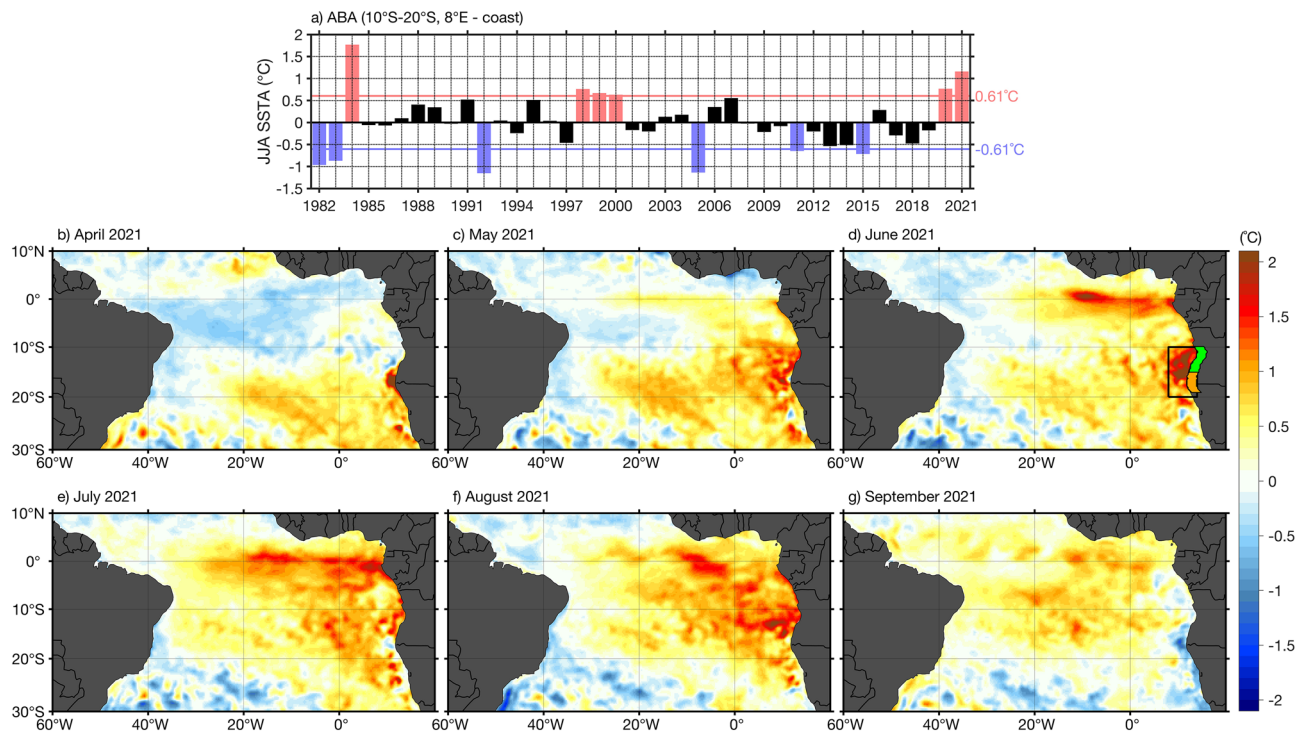 a) ABA (10°S-20°S, 8°E - coast)
JJA SSTA (°C)
2
1.5
1
0.5
0
-0.5
-1
-1.5
0.61°C
-0.61°C
1982 1985 1988 1991 1994 1997 2000 2003 2006 2009 2012 2015 2018 2021
b) April 2021
c) May 2021
d) June 2021
(°C)
10°N
0°
10°S
20°S
30°S
60°W 40°W 20°W 0°
60°W 40°W 20°W 0°
60°W 40°W 20°W 0°
e) July 2021
f) August 2021
g) September 2021
10°N
0°
10°S
20°S
30°S
60°W 40°W 20°W 0°
60°W 40°W 20°W 0°
60°W 40°W 20°W 0°
2
1.5
1
0.5
0
-0.5
-1
-1.5
-2